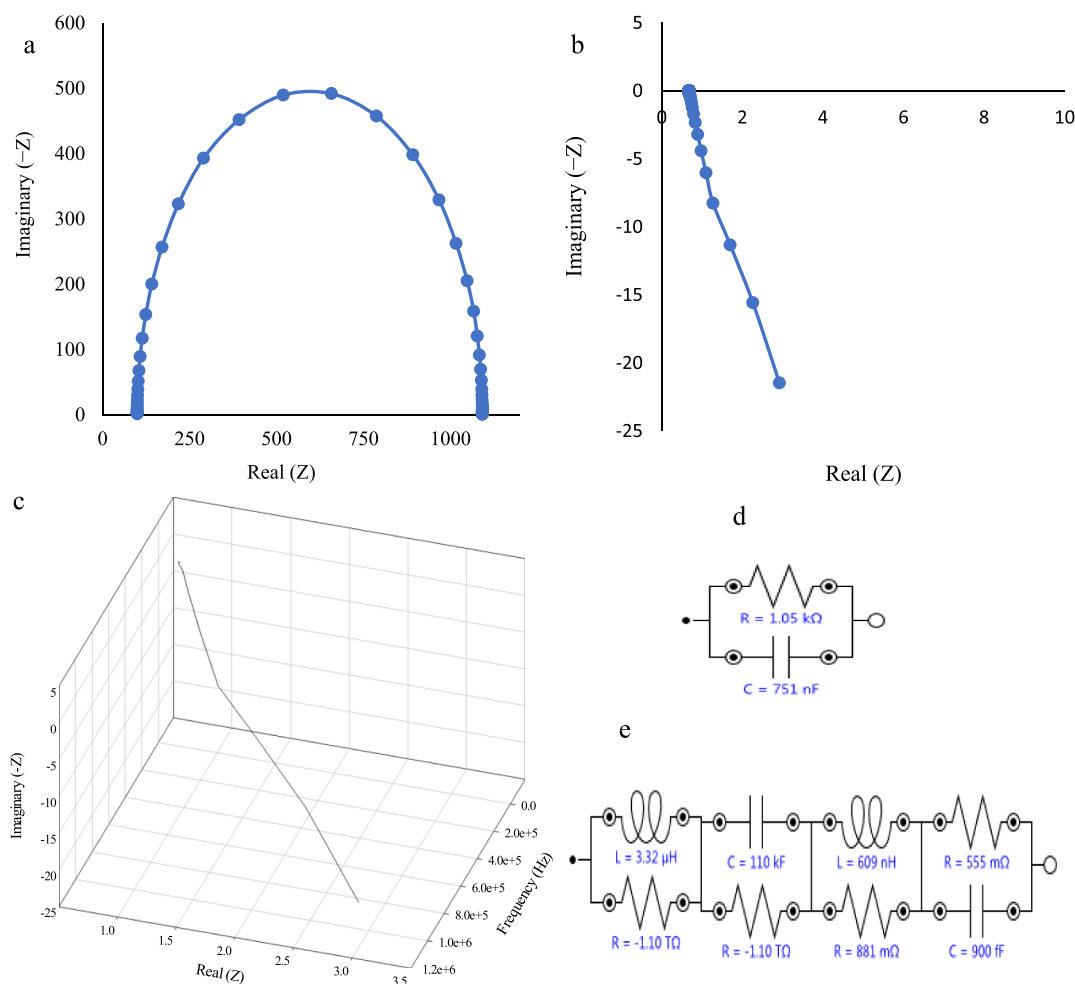 a
600
500
400
300
200
100
0
0 250 500 750 1000
Imaginary (−Z)
Real (Z)
b
5
0
-5
-10
-15
-20
-25
0 2 4 6 8 10
Imaginary (−Z)
Real (Z)
c
5
0
-5
-10
-15
-20
-25
Imaginary (-Z)
1.0 1.5 2.0 2.5 3.0 3.5
Real (Z)
0.0
2.0e+5
4.0e+5
6.0e+5
8.0e+5
1.0e+6
1.2e+6
Frequency (Hz)
d
R = 1.05 kΩ
C = 751 nF
e
L = 3.32 µH
C = 110 kF
L = 609 nH
R = 555 mΩ
R = -1.10 TΩ
R = -1.10 TΩ
R = 881 mΩ
C = 900 fF